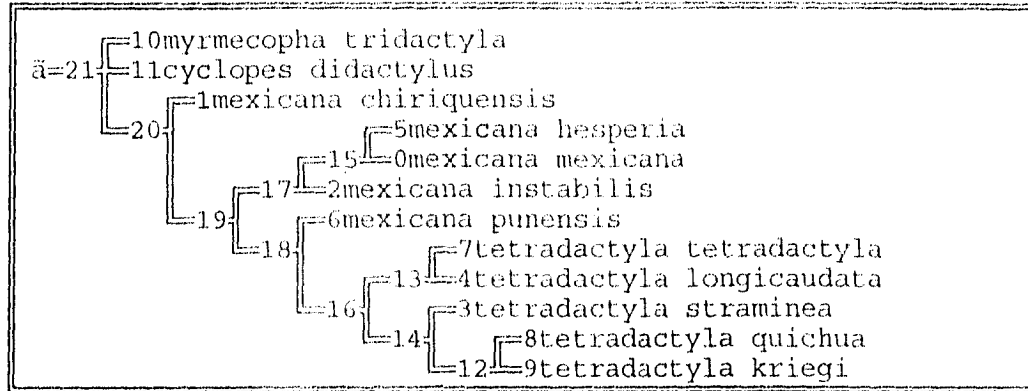 10myrmecopha tridactyla
ä=21 11cyclopes didactylus
1mexicana chiriquensis
20 5mexicana hesperia
15 0mexicana mexicana
17 2mexicana instabilis
19 6mexicana punensis
18 7tetradactyla tetradactyla
13 4tetradactyla longicaudata
16 3tetradactyla straminea
14 8tetradactyla quichua
12 9tetradactyla kriegi